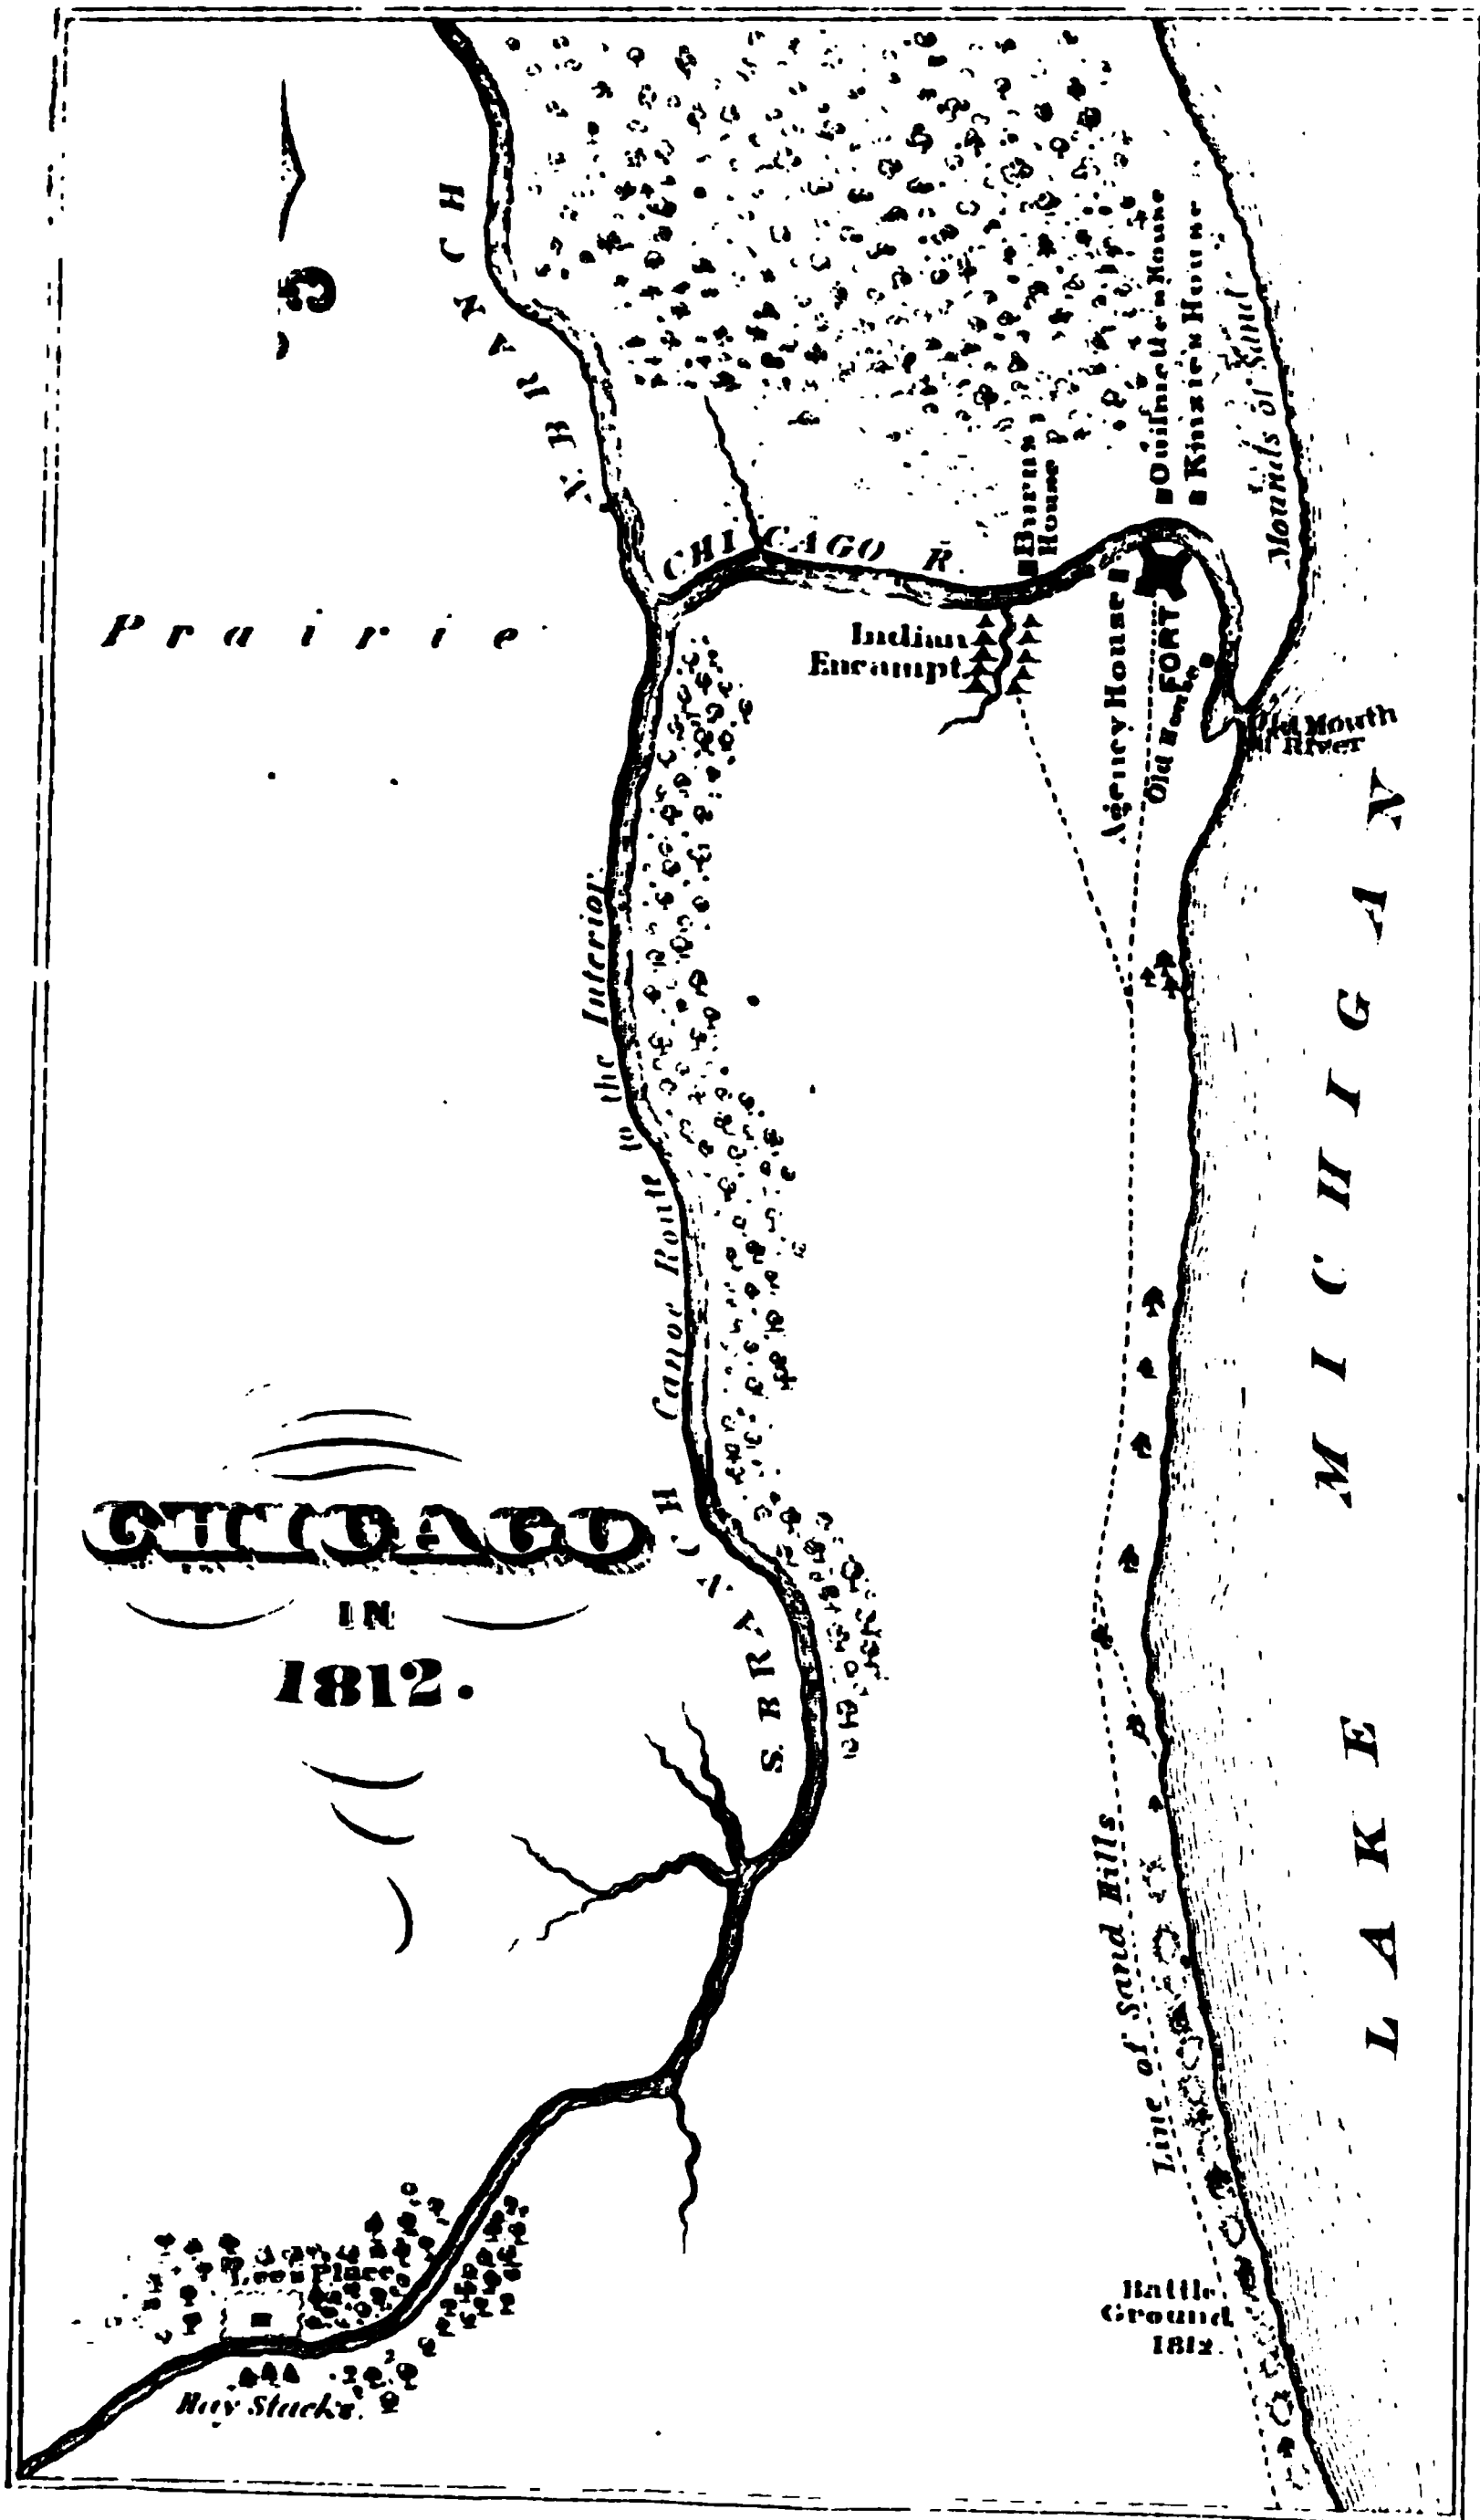 N. BRANCH
CHICAGO R.
Burns
House
Ouilmette's House
Kinzie's House
Mounds of Sand
Prairie
Indian
Encampt.
Agency House
FORT
Old Mouth
of River
Canoe Route to the Interior
LAKE MICHIGAN
CHICAGO
IN
1812.
S. BRANCH
Line of Sand Hills
Lees Place
Hay Stacks.
Battle
Ground
1812.